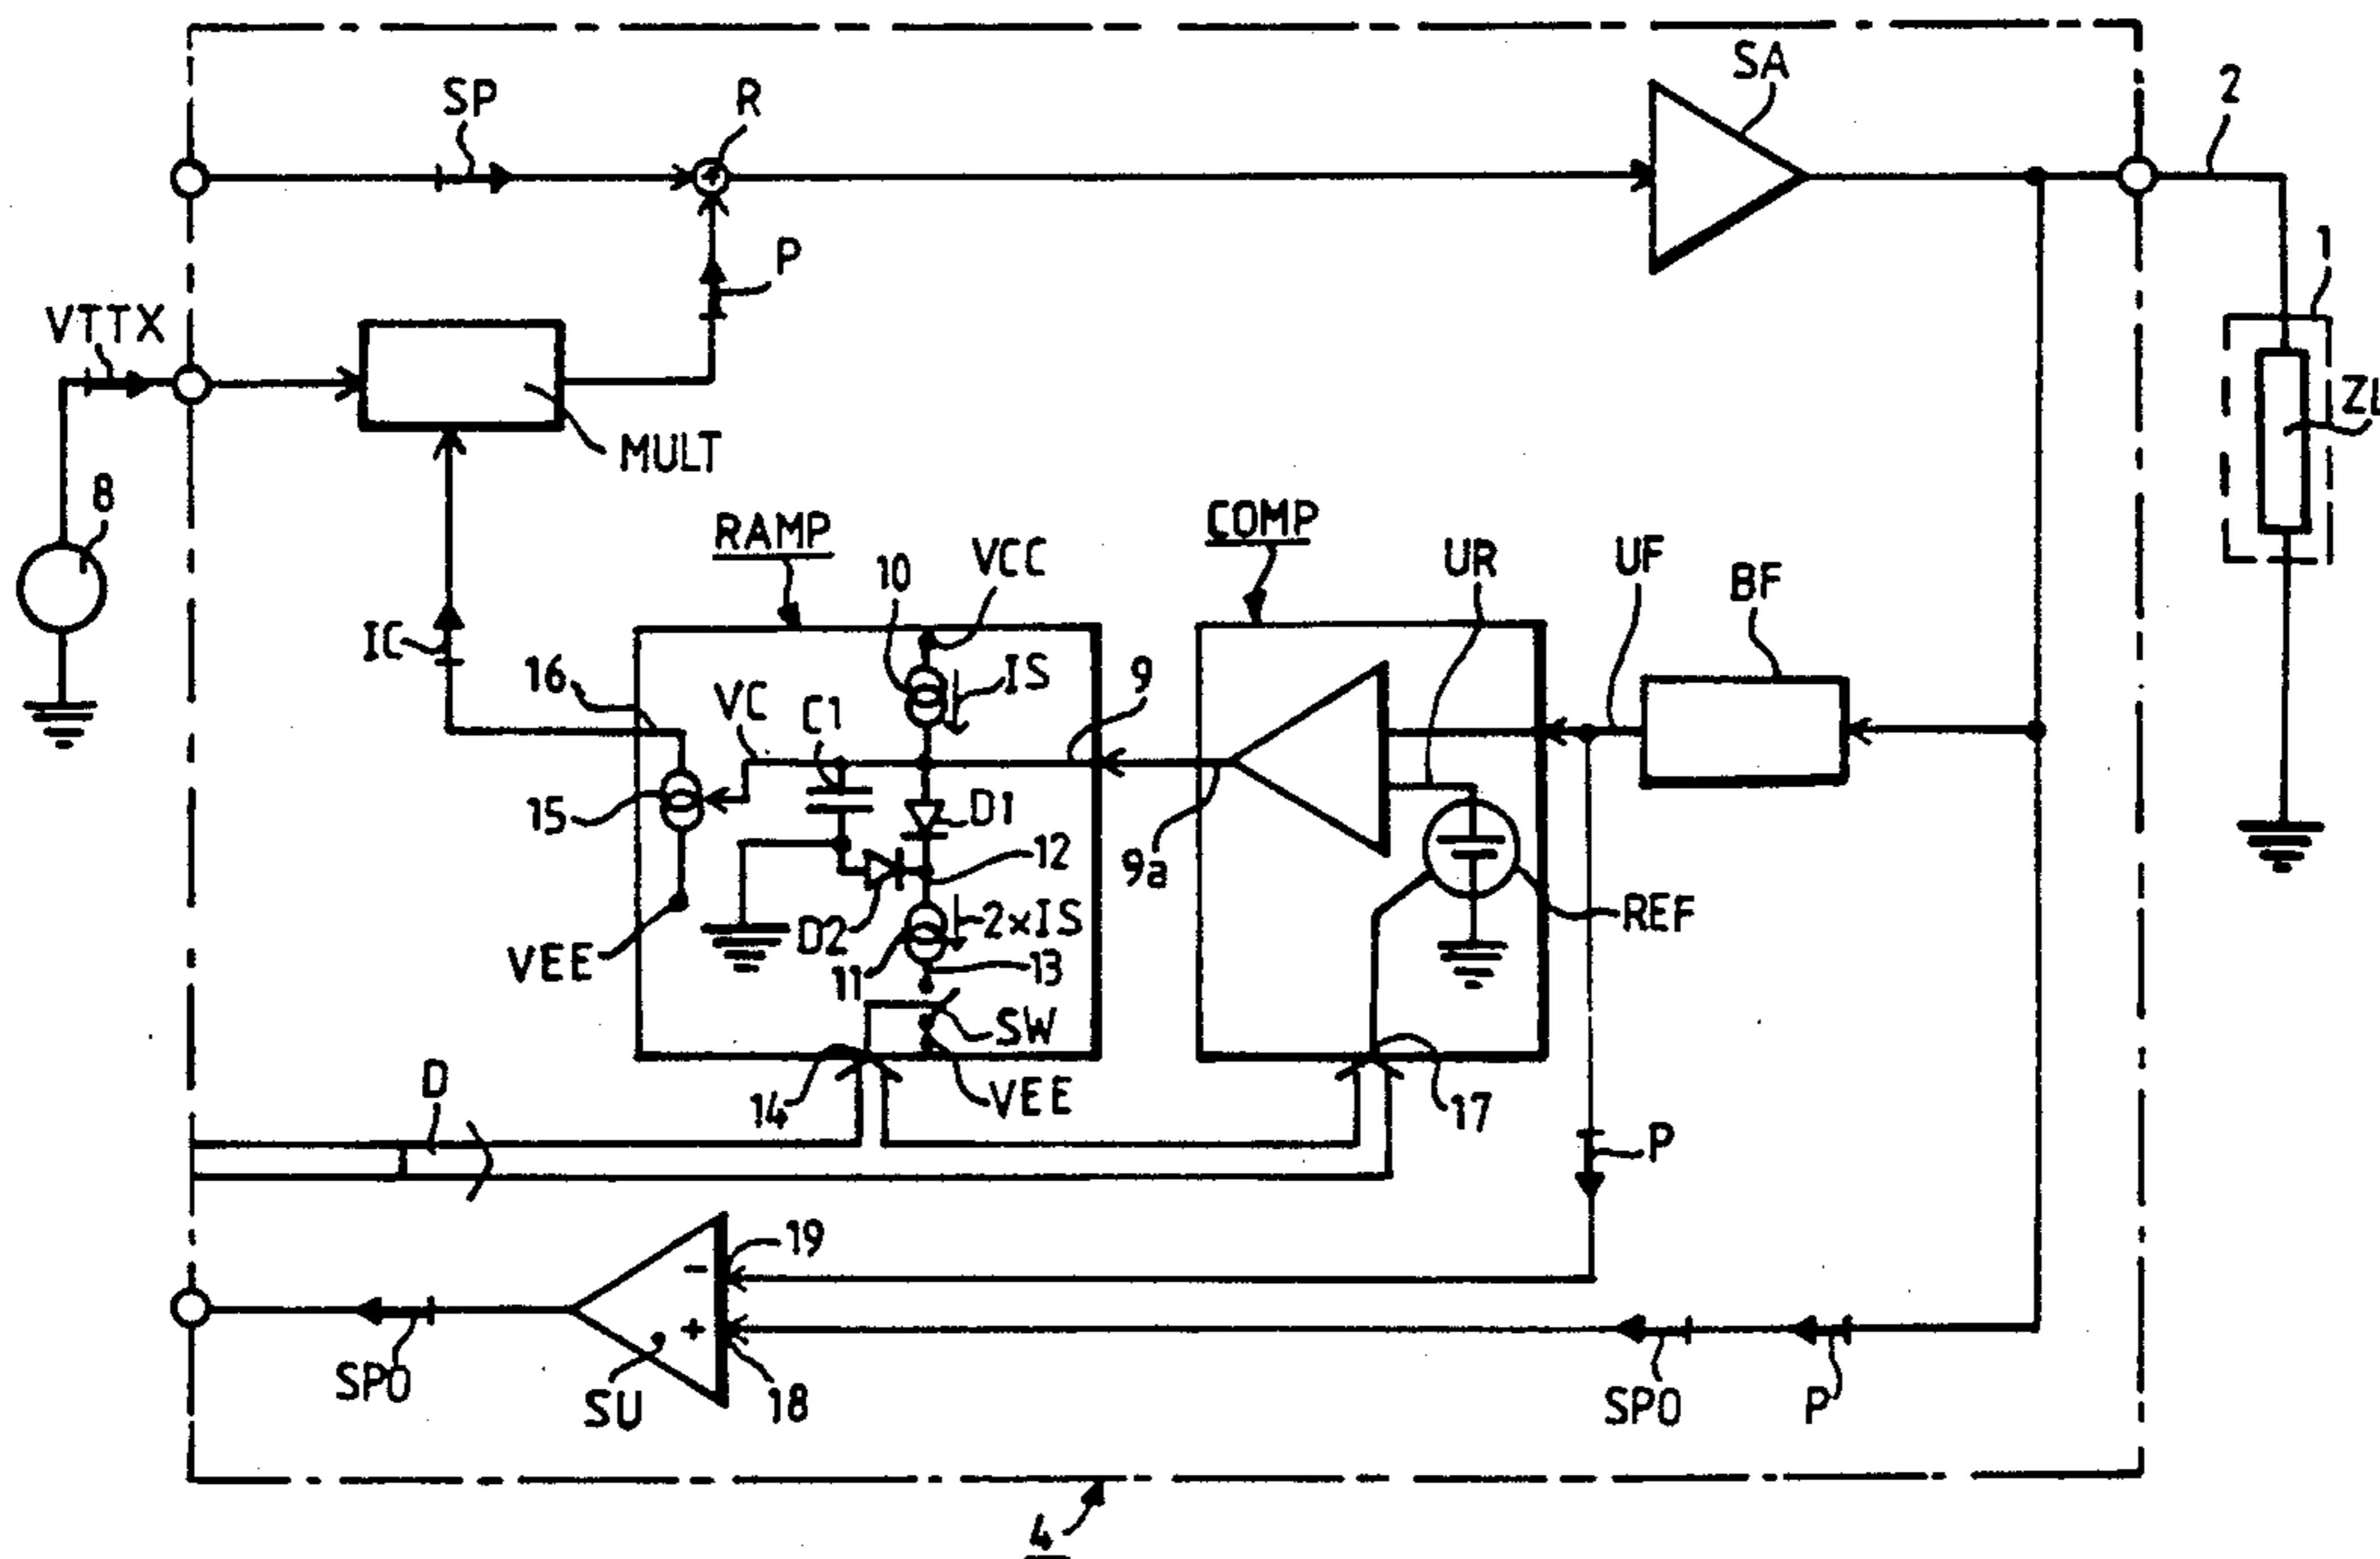 SA
SP
R
2
P
1
VTTX
ZL
MULT
8
RAMP
COMP
VCC
10
UR
UF
BF
IC
IS
16
9
VC
C1
15
D1
12
9a
D2
2xIS
REF
VEE
11
13
SW
14
VEE
17
D
P
19
-
+
SPO
SU
18
SPO
P
4